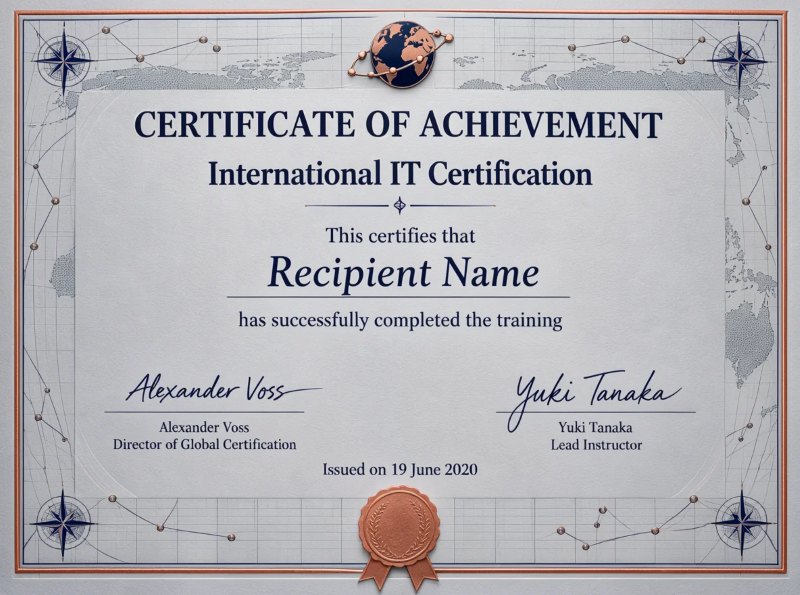 CERTIFICATE OF ACHIEVEMENT
International IT Certification
This certifies that
Recipient Name
has successfully completed the training
Alexander Voss
Yuki Tanaka
Alexander Voss
Yuki Tanaka
Director of Global Certification
Lead Instructor
Issued on 19 June 2020